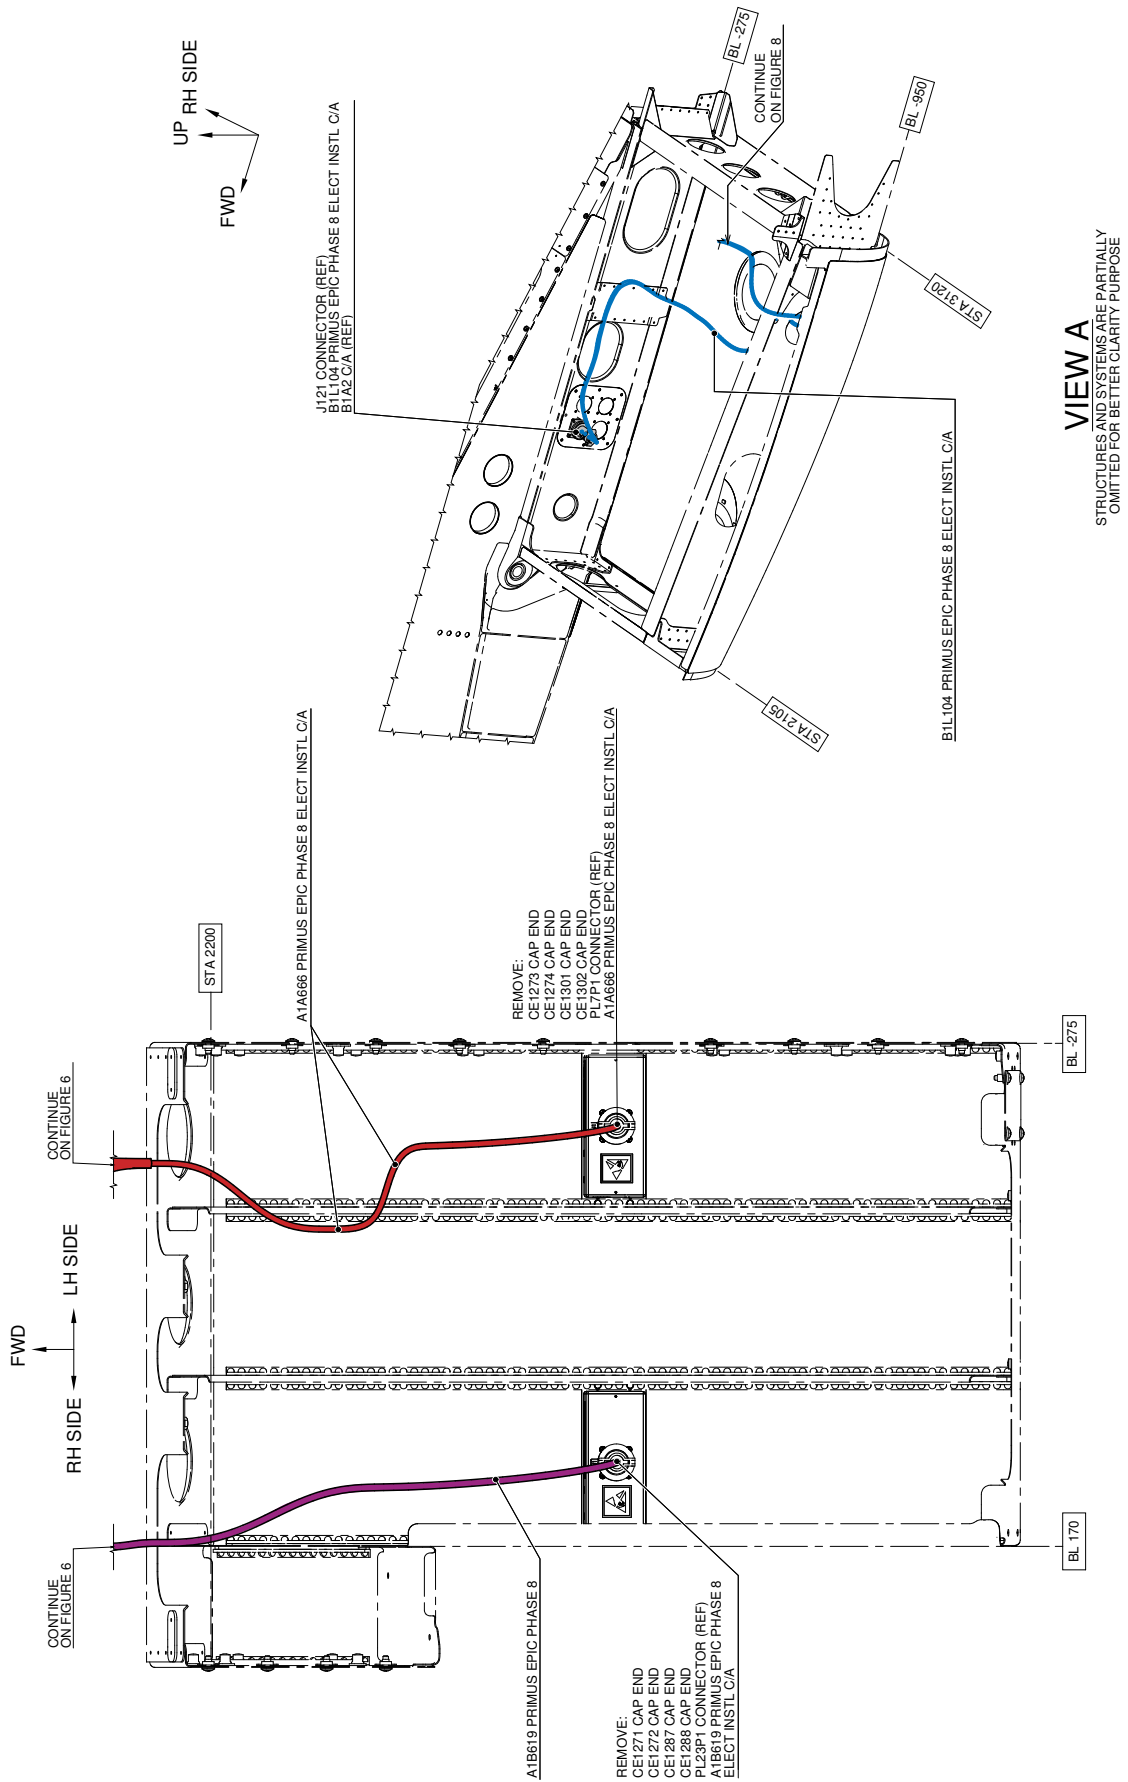 CONTINUE
ON FIGURE 6
RH SIDE
FWD
LH SIDE
CONTINUE
ON FIGURE 6
STA 2200
A1A666 PRIMUS EPIC PHASE 8 ELECT INSTL C/A
REMOVE:
CE1273 CAP END
CE1274 CAP END
CE1301 CAP END
CE1302 CAP END
PL7P1 CONNECTOR (REF)
A1A666 PRIMUS EPIC PHASE 8 ELECT INSTL C/A
A1B619 PRIMUS EPIC PHASE 8
REMOVE:
CE1271 CAP END
CE1272 CAP END
CE1287 CAP END
CE1288 CAP END
PL23P1 CONNECTOR (REF)
A1B619 PRIMUS EPIC PHASE 8
ELECT INSTL C/A
BL 170
BL -275
FWD
UP
RH SIDE
J121 CONNECTOR (REF)
B1L104 PRIMUS EPIC PHASE 8 ELECT INSTL C/A
B1A2 C/A (REF)
BL -275
CONTINUE
ON FIGURE 8
BL -950
STA 3120
STA 2105
B1L104 PRIMUS EPIC PHASE 8 ELECT INSTL C/A
VIEW A
STRUCTURES AND SYSTEMS ARE PARTIALLY
OMITTED FOR BETTER CLARITY PURPOSE